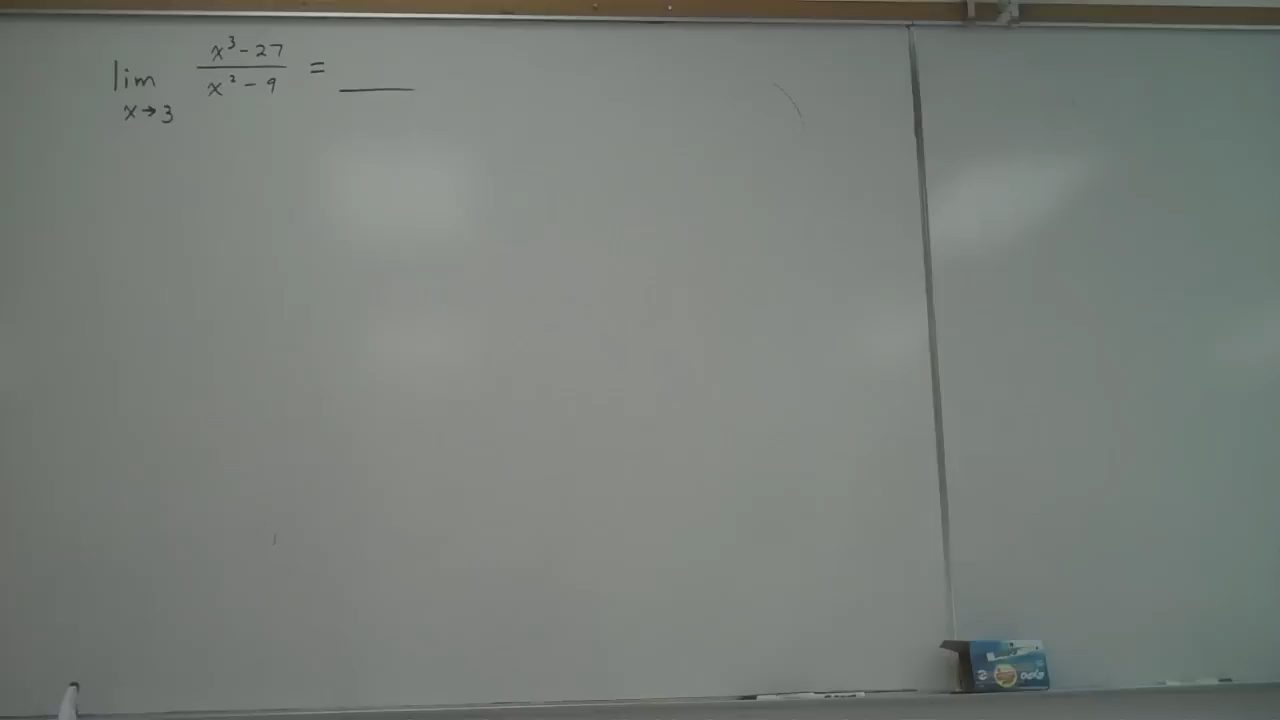 lim x³-27 / x²-9 = ____
x→3